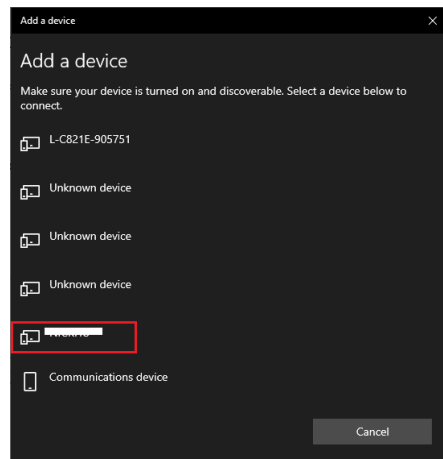 Add a device
Add a device
Make sure your device is turned on and discoverable. Select a device below to
connect.
L-C821E-905751
Unknown device
Unknown device
Unknown device
Communications device
Cancel